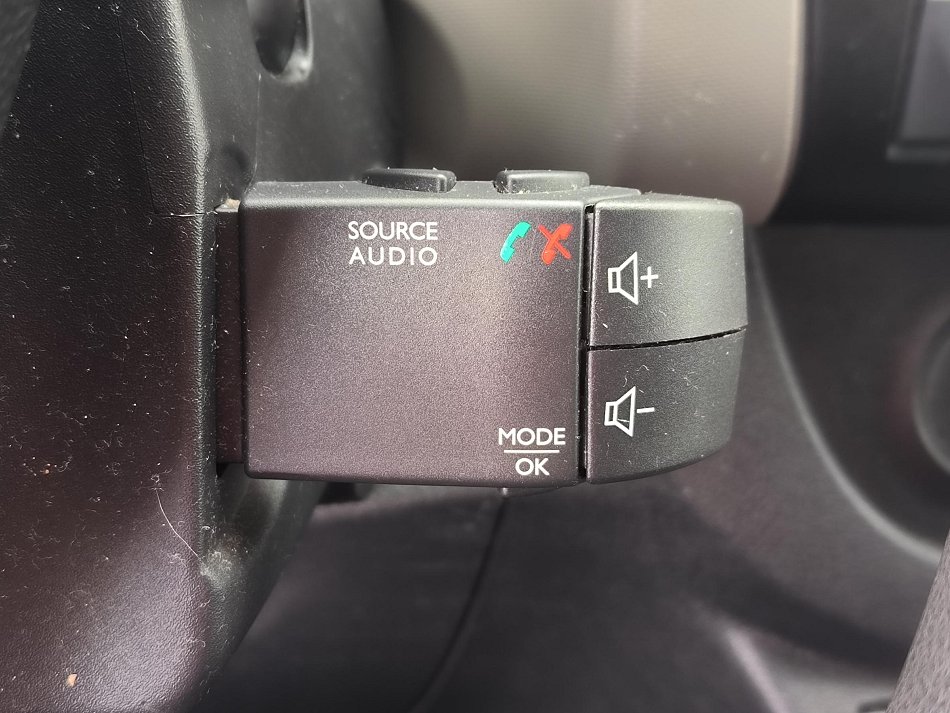 SOURCE
AUDIO
+
-
MODE
OK